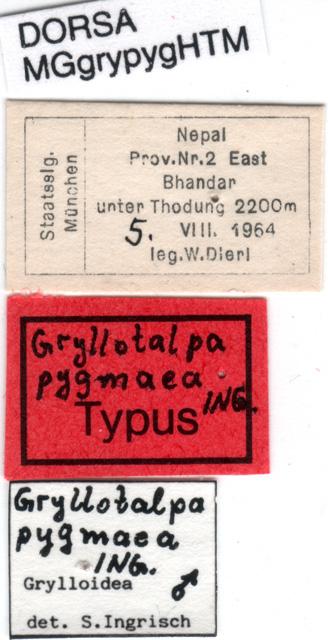 DORSA
MGgrypygHTM
Staatsslg.
München
Nepal
Prov.Nr.2 East
Bhandar
unter Thodung 2200m
5. VIII. 1964
leg.W.Dierl
Gryllotalpa
pygmaea
ING.
Typus
Gryllotalpa
pygmaea
ING.
Grylloidea ♂
det. S.Ingrisch